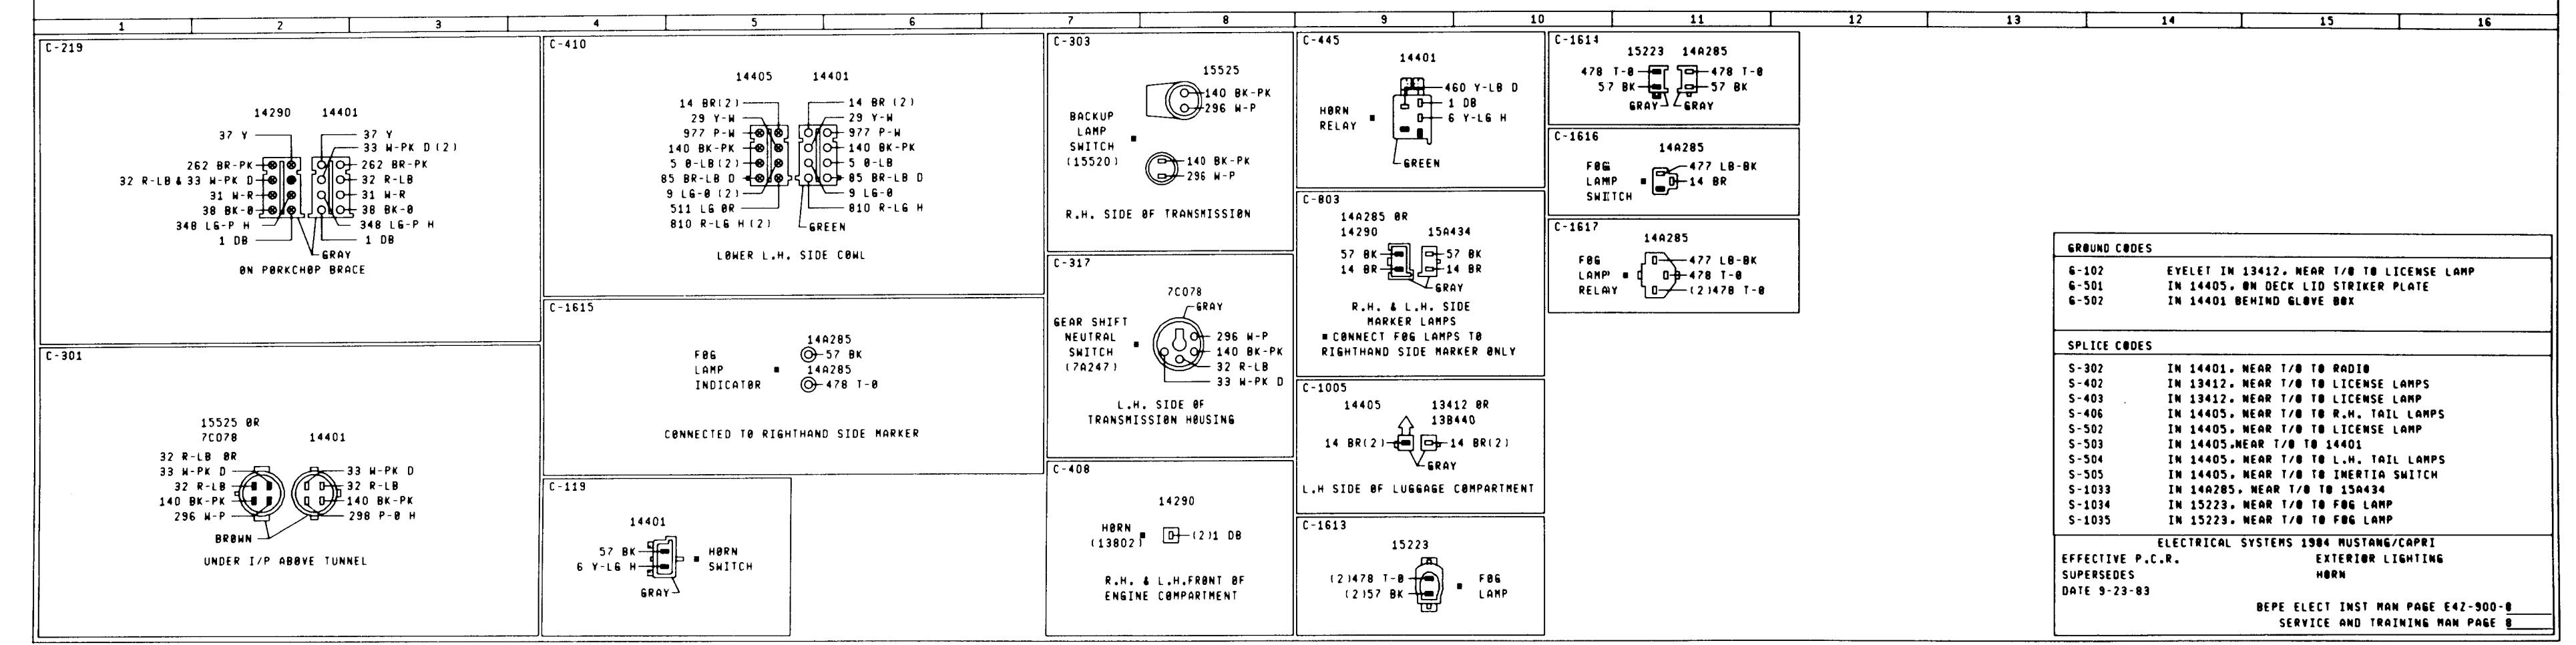 1 2 3 4 5 6 7 8 9 10 11 12 13 14 15 16
C-219
14290 14401
37 Y
262 BR-PK
32 R-LB & 33 W-PK D
31 W-R
38 BK-O
348 LG-P H
1 DB
37 Y
33 W-PK D (2)
262 BR-PK
32 R-LB
31 W-R
38 BK-O
348 LG-P H
1 DB
GRAY
ON PORKCHOP BRACE
C-301
15525 OR
7C078
14401
32 R-LB OR
33 W-PK D
32 R-LB
140 BK-PK
296 W-P
33 W-PK D
32 R-LB
140 BK-PK
298 P-O H
BROWN
UNDER I/P ABOVE TUNNEL
C-410
14405 14401
14 BR(2)
29 Y-W
977 P-W
140 BK-PK
5 O-LB(2)
85 BR-LB D
9 LG-O (2)
511 LG OR
810 R-LG H(2)
14 BR (2)
29 Y-W
977 P-W
140 BK-PK
5 O-LB
85 BR-LB D
9 LG-O
810 R-LG H
GREEN
LOWER L.H. SIDE COWL
C-1615
FOG
LAMP
INDICATOR
14A285
57 BK
14A285
478 T-O
CONNECTED TO RIGHTHAND SIDE MARKER
C-119
14401
57 BK
6 Y-LG H
HORN
SWITCH
GRAY
C-303
15525
140 BK-PK
296 W-P
BACKUP
LAMP
SWITCH
(15520)
140 BK-PK
296 W-P
R.H. SIDE OF TRANSMISSION
C-317
7C078
GRAY
GEAR SHIFT
NEUTRAL
SWITCH
(7A247)
296 W-P
140 BK-PK
32 R-LB
33 W-PK D
L.H. SIDE OF
TRANSMISSION HOUSING
C-408
14290
HORN
(13802)
(2)1 DB
R.H. & L.H.FRONT OF
ENGINE COMPARTMENT
C-445
14401
HORN
RELAY
460 Y-LB D
1 DB
6 Y-LG H
GREEN
C-803
14A285 OR
14290 15A434
57 BK
14 BR
57 BK
14 BR
GRAY
R.H. & L.H. SIDE
MARKER LAMPS
CONNECT FOG LAMPS TO
RIGHTHAND SIDE MARKER ONLY
C-1005
14405
13412 OR
13B440
14 BR(2)
14 BR(2)
GRAY
L.H SIDE OF LUGGAGE COMPARTMENT
C-1613
15223
(2)478 T-O
(2)57 BK
FOG
LAMP
C-1614
15223 14A285
478 T-O
57 BK
478 T-O
57 BK
GRAY GRAY
C-1616
14A285
FOG
LAMP
SWITCH
477 LB-BK
14 BR
C-1617
14A285
FOG
LAMP
RELAY
477 LB-BK
478 T-O
(2)478 T-O
GROUND CODES
G-102 EYELET IN 13412. NEAR T/O TO LICENSE LAMP
G-501 IN 14405. ON DECK LID STRIKER PLATE
G-502 IN 14401 BEHIND GLOVE BOX
SPLICE CODES
S-302 IN 14401. NEAR T/O TO RADIO
S-402 IN 13412. NEAR T/O TO LICENSE LAMPS
S-403 IN 13412. NEAR T/O TO LICENSE LAMP
S-406 IN 14405. NEAR T/O TO R.H. TAIL LAMPS
S-502 IN 14405. NEAR T/O TO LICENSE LAMP
S-503 IN 14405.NEAR T/O TO 14401
S-504 IN 14405. NEAR T/O TO L.H. TAIL LAMPS
S-505 IN 14405. NEAR T/O TO INERTIA SWITCH
S-1033 IN 14A285. NEAR T/O TO 15A434
S-1034 IN 15223. NEAR T/O TO FOG LAMP
S-1035 IN 15223. NEAR T/O TO FOG LAMP
ELECTRICAL SYSTEMS 1984 MUSTANG/CAPRI
EFFECTIVE P.C.R. EXTERIOR LIGHTING
SUPERSEDES HORN
DATE 9-23-83
BEPE ELECT INST MAN PAGE E42-900-8
SERVICE AND TRAINING MAN PAGE 8